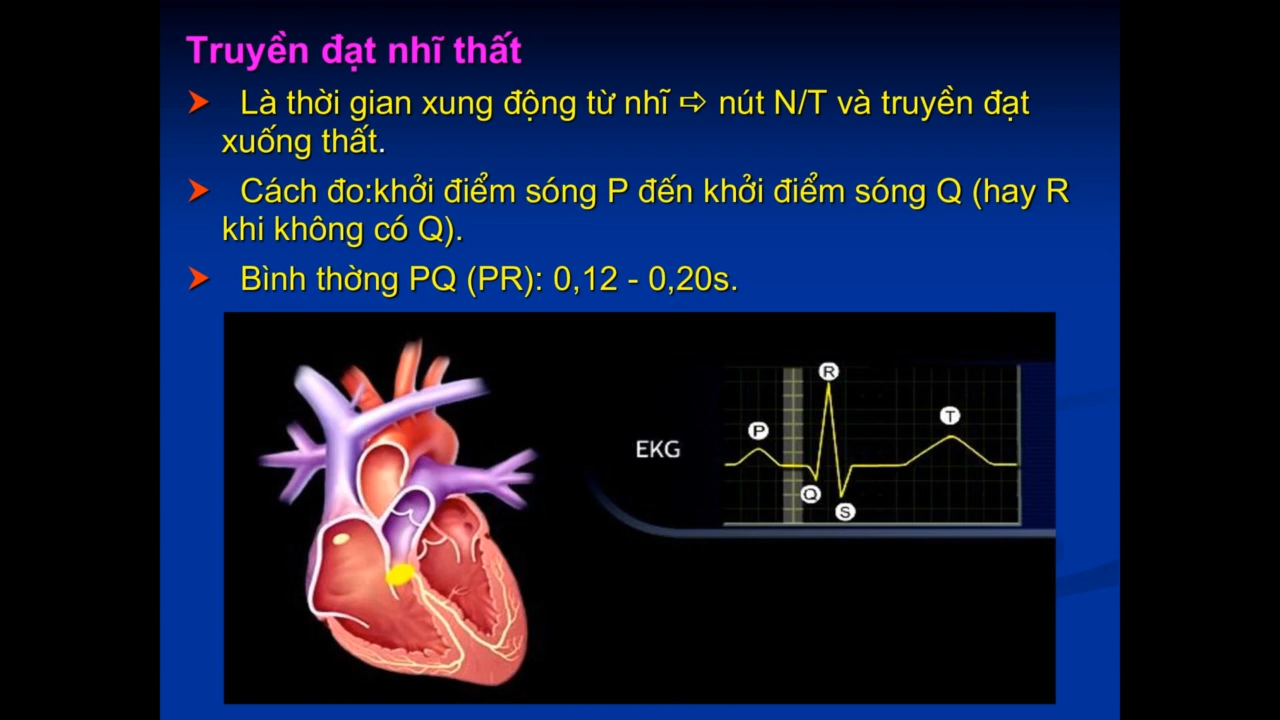 Truyền đạt nhĩ thất
➤ Là thời gian xung động từ nhĩ ⇨ nút N/T và truyền đạt
xuống thất.
➤ Cách đo:khởi điểm sóng P đến khởi điểm sóng Q (hay R
khi không có Q).
➤ Bình thờng PQ (PR): 0,12 - 0,20s.
R
T
P
EKG
Q
S